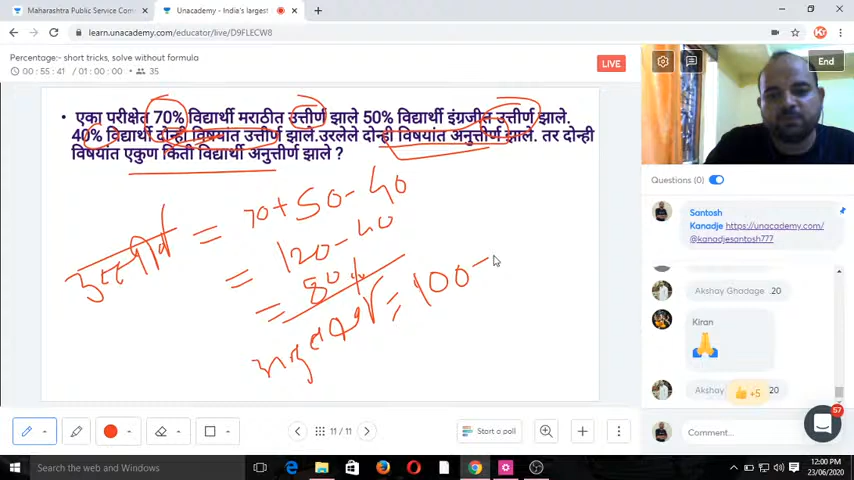 Maharashtra Public Service Com
Unacademy - India's largest
learn.unacademy.com/educator/live/D9FLECW8
Percentage:- short tricks, solve without formula
00 : 55 : 41 / 01 : 00 : 00 • 35
LIVE
End
• एका परीक्षेत 70% विद्यार्थी मराठीत उत्तीर्ण झाले 50% विद्यार्थी इंग्रजीत उत्तीर्ण झाले.
40% विद्यार्थी दोन्ही विषयांत उत्तीर्ण झाले.उरलेले दोन्ही विषयांत अनुत्तीर्ण झाले. तर दोन्ही
विषयांत एकुण किती विद्यार्थी अनुत्तीर्ण झाले ?
उत्तीर्ण = 70+50-40
= 120-40
= 80%
= 100-
Questions (0)
Santosh
Kanadje https://unacademy.com/
@kanadjesantosh777
Akshay Ghadage .20
Kiran
Akshay +5 20
11 / 11
Start a poll
57
Comment...
Search the web and Windows
12:00 PM
23/06/2020